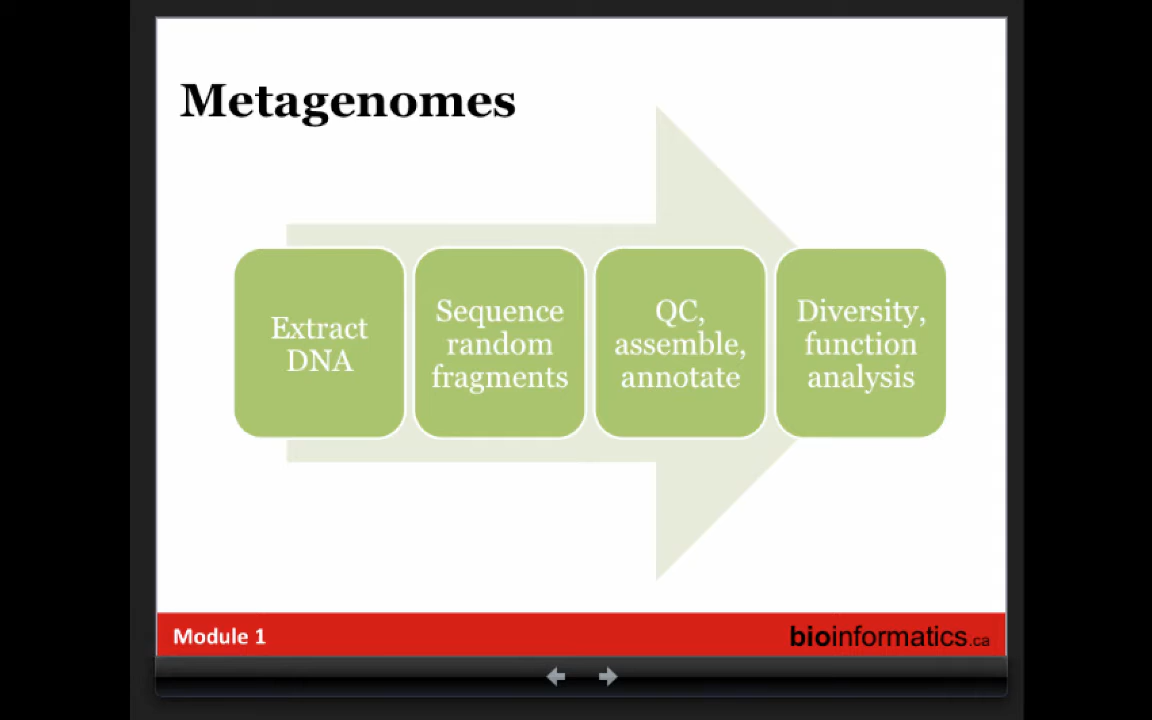 Metagenomes
Extract
DNA
Sequence
random
fragments
QC,
assemble,
annotate
Diversity,
function
analysis
Module 1
bioinformatics.ca